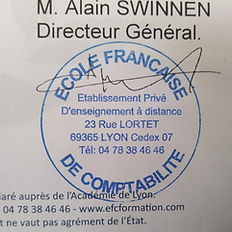 M. Alain SWINNEN
Directeur Général.
ECOLE FRANCAISE
Etablissement Privé
D'enseignement à distance
23 Rue LORTET
69365 LYON Cedex 07
Tél: 04 78 38 46 46
DE COMPTABILITE
laré auprès de l'Académie de Lyon.
04 78 38 46 46 - www.efcformation.com
t ne vaut pas agrément de l'État.